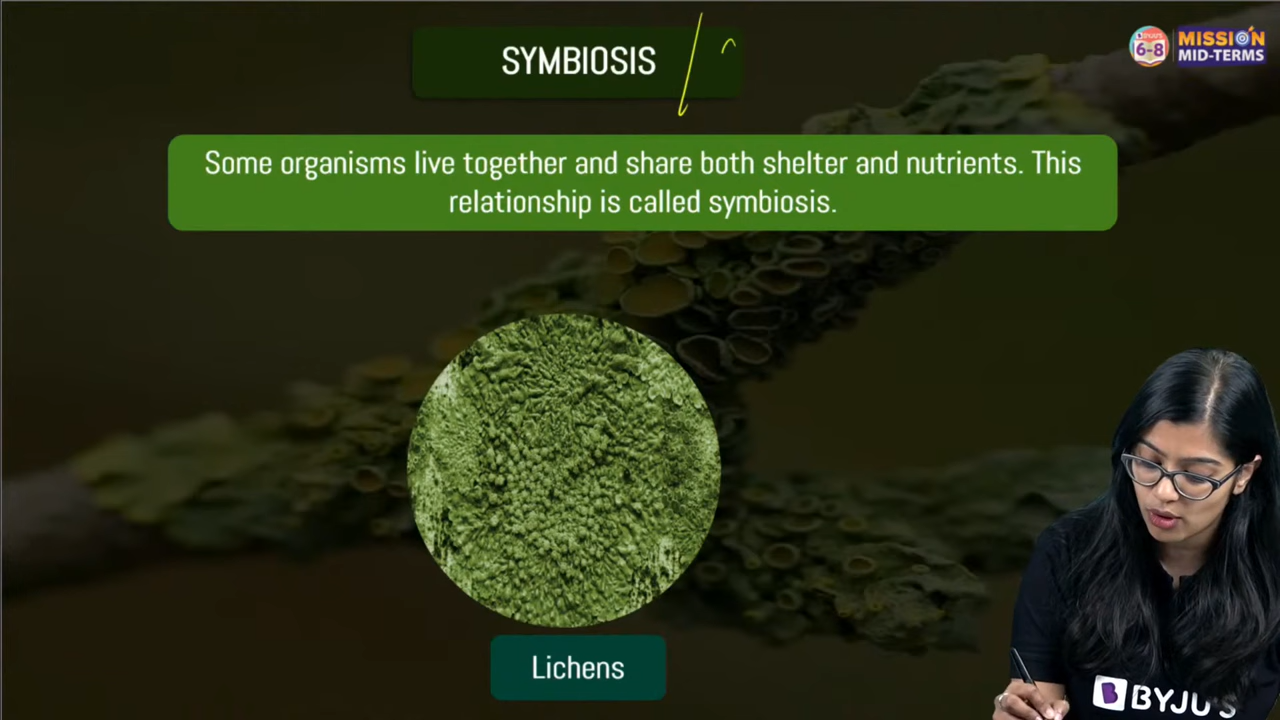 SYMBIOSIS
BYJU'S 6-8 MISSION
MID-TERMS
Some organisms live together and share both shelter and nutrients. This
relationship is called symbiosis.
Lichens
BYJU'S